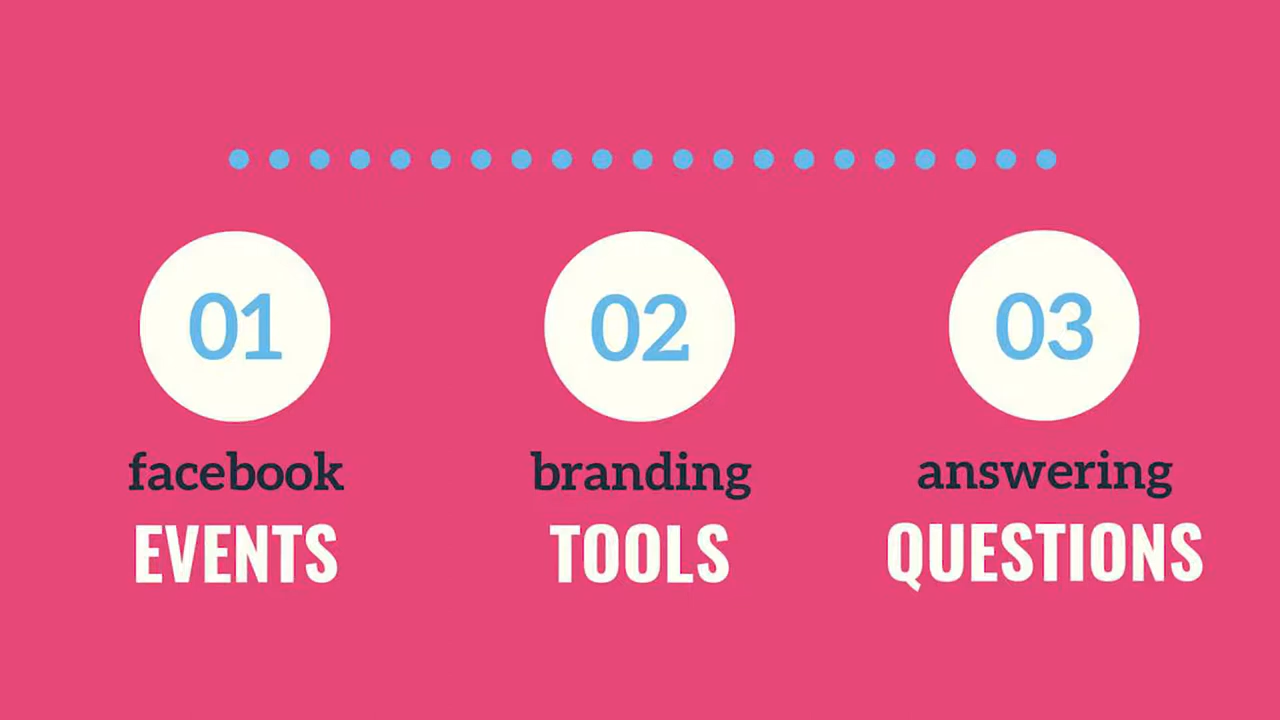 01
facebook
EVENTS
02
branding
TOOLS
03
answering
QUESTIONS